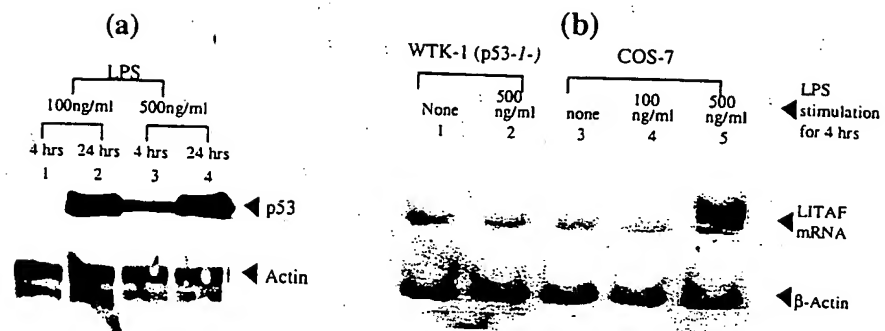 (a)
LPS
100ng/ml 500ng/ml
4 hrs 24 hrs 4 hrs 24 hrs
1 2 3 4
◀ p53
◀ Actin
(b)
WTK-1 (p53-/-) COS-7
None 500 ng/ml none 100 ng/ml 500 ng/ml
1 2 3 4 5
◀ LPS
stimulation
for 4 hrs
◀ LITAF
mRNA
◀ β-Actin